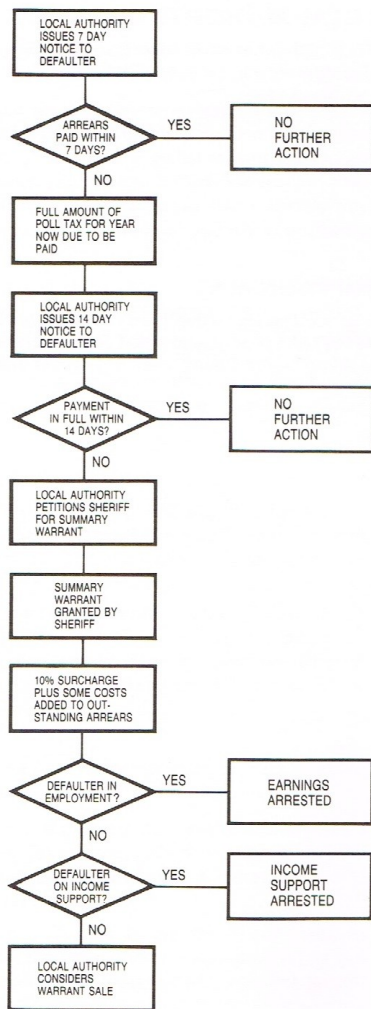 LOCAL AUTHORITY
ISSUES 7 DAY
NOTICE TO
DEFAULTER
ARREARS
PAID WITHIN
7 DAYS?
YES
NO
FURTHER
ACTION
NO
FULL AMOUNT OF
POLL TAX FOR YEAR
NOW DUE TO BE
PAID
LOCAL AUTHORITY
ISSUES 14 DAY
NOTICE TO
DEFAULTER
PAYMENT
IN FULL WITHIN
14 DAYS?
YES
NO
FURTHER
ACTION
NO
LOCAL AUTHORITY
PETITIONS SHERIFF
FOR SUMMARY
WARRANT
SUMMARY
WARRANT
GRANTED BY
SHERIFF
10% SURCHARGE
PLUS SOME COSTS
ADDED TO OUT-
STANDING ARREARS
DEFAULTER IN
EMPLOYMENT?
YES
EARNINGS
ARRESTED
NO
DEFAULTER
ON INCOME
SUPPORT?
YES
INCOME
SUPPORT
ARRESTED
NO
LOCAL AUTHORITY
CONSIDERS
WARRANT SALE